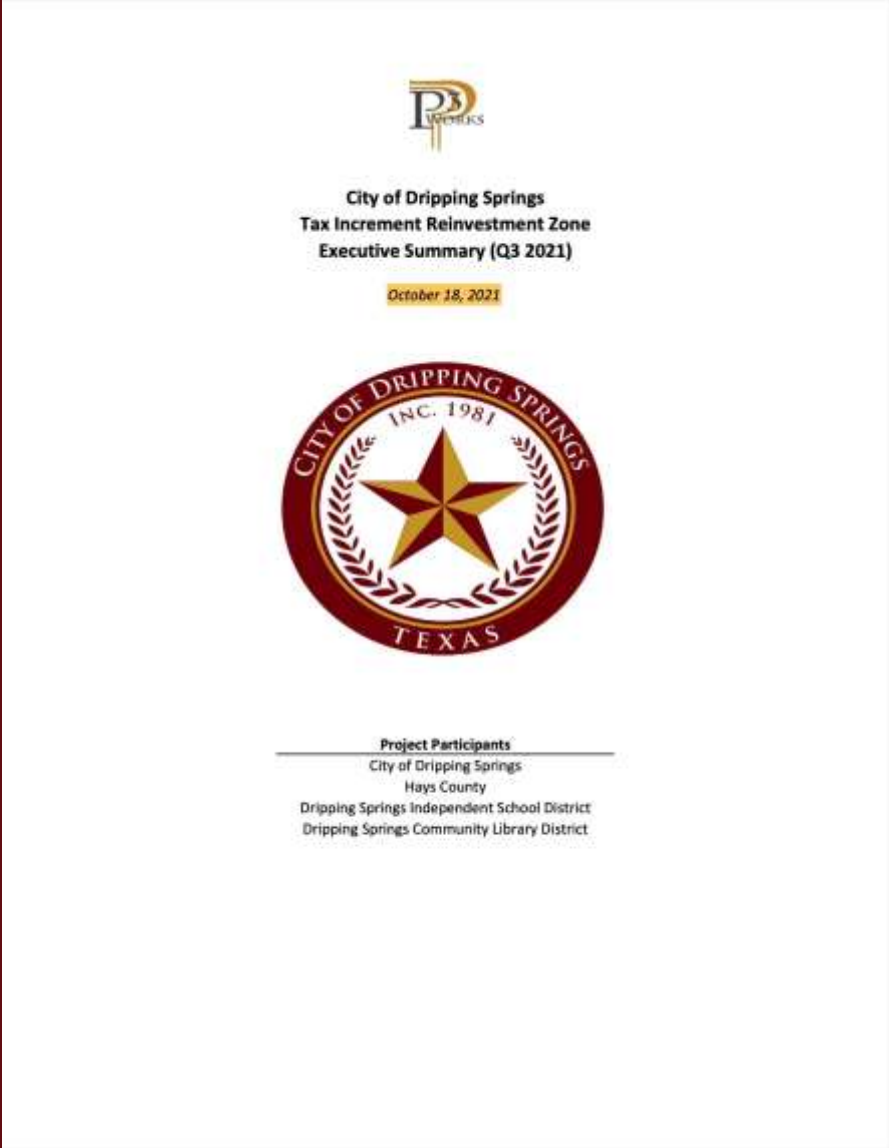 P3
WORKS
City of Dripping Springs
Tax Increment Reinvestment Zone
Executive Summary (Q3 2021)
October 18, 2021
CITY OF DRIPPING SPRINGS
INC. 1981
TEXAS
Project Participants
City of Dripping Springs
Hays County
Dripping Springs Independent School District
Dripping Springs Community Library District